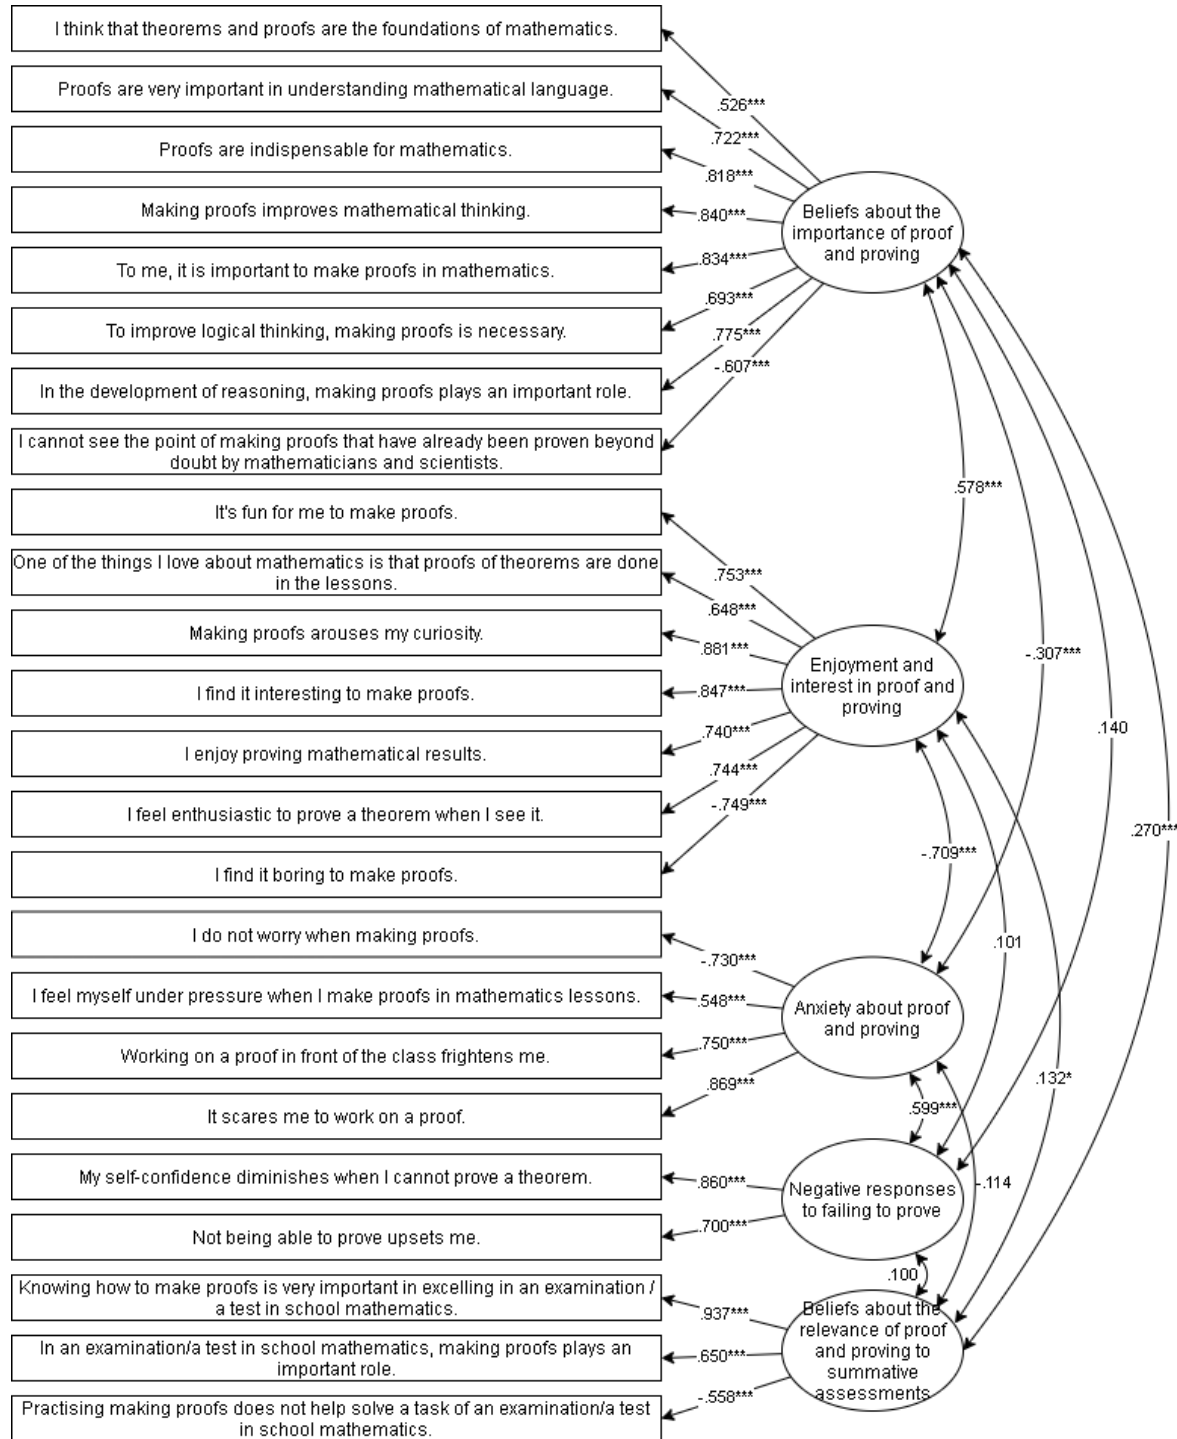 I think that theorems and proofs are the foundations of mathematics.
Proofs are very important in understanding mathematical language.
.526***
.722***
Proofs are indispensable for mathematics.
.818***
Making proofs improves mathematical thinking.
.840***
Beliefs about the
importance of proof
and proving
To me, it is important to make proofs in mathematics.
.834***
.693***
To improve logical thinking, making proofs is necessary.
.775***
-.607***
In the development of reasoning, making proofs plays an important role.
I cannot see the point of making proofs that have already been proven beyond
doubt by mathematicians and scientists.
.578***
It's fun for me to make proofs.
One of the things I love about mathematics is that proofs of theorems are done
in the lessons.
.753***
.648***
Making proofs arouses my curiosity.
.881***
-.307***
Enjoyment and
interest in proof and
proving
I find it interesting to make proofs.
.847***
.740***
.140
I enjoy proving mathematical results.
.744***
-.749***
I feel enthusiastic to prove a theorem when I see it.
.270***
-.709***
I find it boring to make proofs.
I do not worry when making proofs.
.101
-.730***
I feel myself under pressure when I make proofs in mathematics lessons.
.548***
Anxiety about proof
and proving
.750***
Working on a proof in front of the class frightens me.
.869***
.132*
It scares me to work on a proof.
.599***
My self-confidence diminishes when I cannot prove a theorem.
.860***
-.114
Negative responses
to failing to prove
.700***
Not being able to prove upsets me.
.100
Knowing how to make proofs is very important in excelling in an examination /
a test in school mathematics.
.937***
Beliefs about the
relevance of proof
and proving to
summative
assessments
In an examination/a test in school mathematics, making proofs plays an
important role.
.650***
-.558***
Practising making proofs does not help solve a task of an examination/a test
in school mathematics.